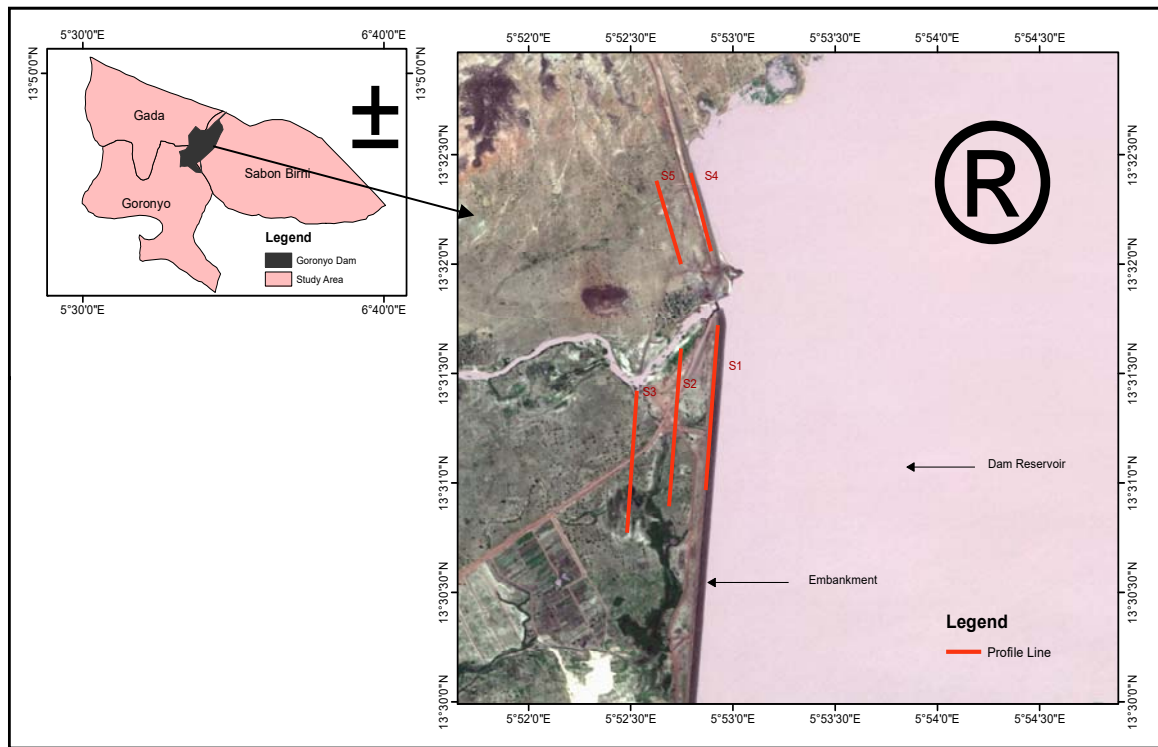 5°30'0"E
6°40'0"E
13°50'0"N
13°50'0"N
Gada
±
Sabon Birni
Goronyo
Legend
Goronyo Dam
Study Area
5°30'0"E
6°40'0"E
5°52'0"E
5°52'30"E
5°53'0"E
5°53'30"E
5°54'0"E
5°54'30"E
13°32'30"N
13°32'0"N
13°31'30"N
13°31'0"N
13°30'30"N
13°30'0"N
13°32'30"N
13°32'0"N
13°31'30"N
13°31'0"N
13°30'30"N
13°30'0"N
®
S5
S4
S1
S2
S3
Dam Reservoir
Embankment
Legend
Profile Line
5°52'0"E
5°52'30"E
5°53'0"E
5°53'30"E
5°54'0"E
5°54'30"E